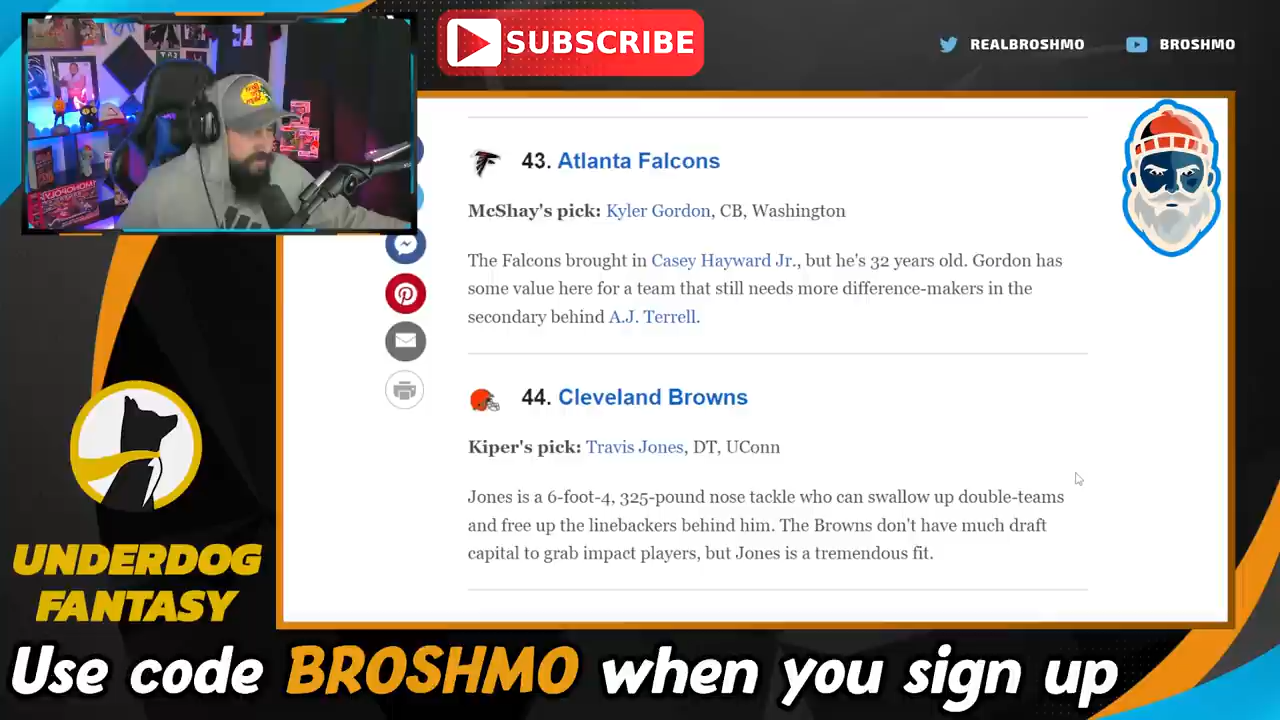 SUBSCRIBE
REALBROSHMO
BROSHMO
43. Atlanta Falcons
McShay's pick: Kyler Gordon, CB, Washington
The Falcons brought in Casey Hayward Jr., but he's 32 years old. Gordon has
some value here for a team that still needs more difference-makers in the
secondary behind A.J. Terrell.
44. Cleveland Browns
Kiper's pick: Travis Jones, DT, UConn
Jones is a 6-foot-4, 325-pound nose tackle who can swallow up double-teams
and free up the linebackers behind him. The Browns don't have much draft
capital to grab impact players, but Jones is a tremendous fit.
MONOPOLY
UNDERDOG
FANTASY
Use code BROSHMO when you sign up